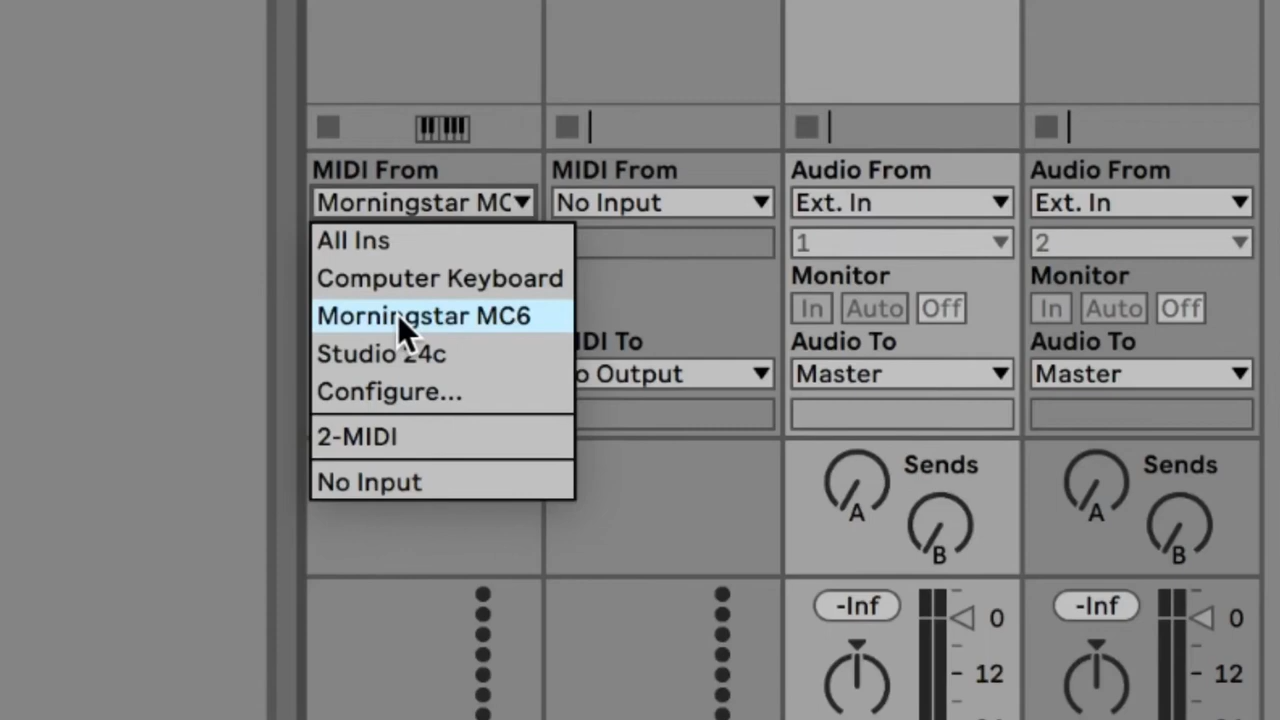 MIDI From
MIDI From
Audio From
Audio From
Morningstar MC
No Input
Ext. In
Ext. In
All Ins
1
2
Computer Keyboard
Monitor
Monitor
Morningstar MC6
In
Auto
Off
In
Auto
Off
Studio 24c
IDI To
Audio To
Audio To
Configure...
o Output
Master
Master
2-MIDI
No Input
Sends
Sends
A
A
B
B
-Inf
0
-Inf
0
12
12